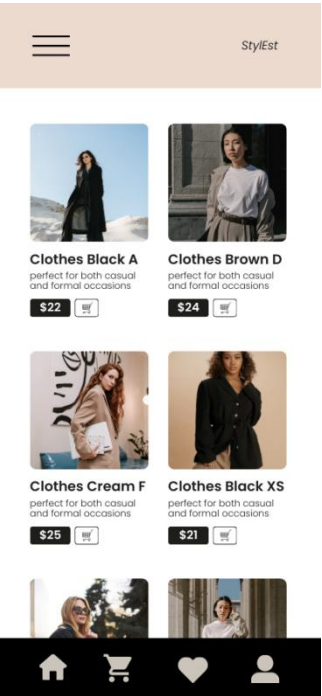 StylEst
Clothes Black A
perfect for both casual
and formal occasions
$22
Clothes Brown D
perfect for both casual
and formal occasions
$24
Clothes Cream F
perfect for both casual
and formal occasions
$25
Clothes Black XS
perfect for both casual
and formal occasions
$21